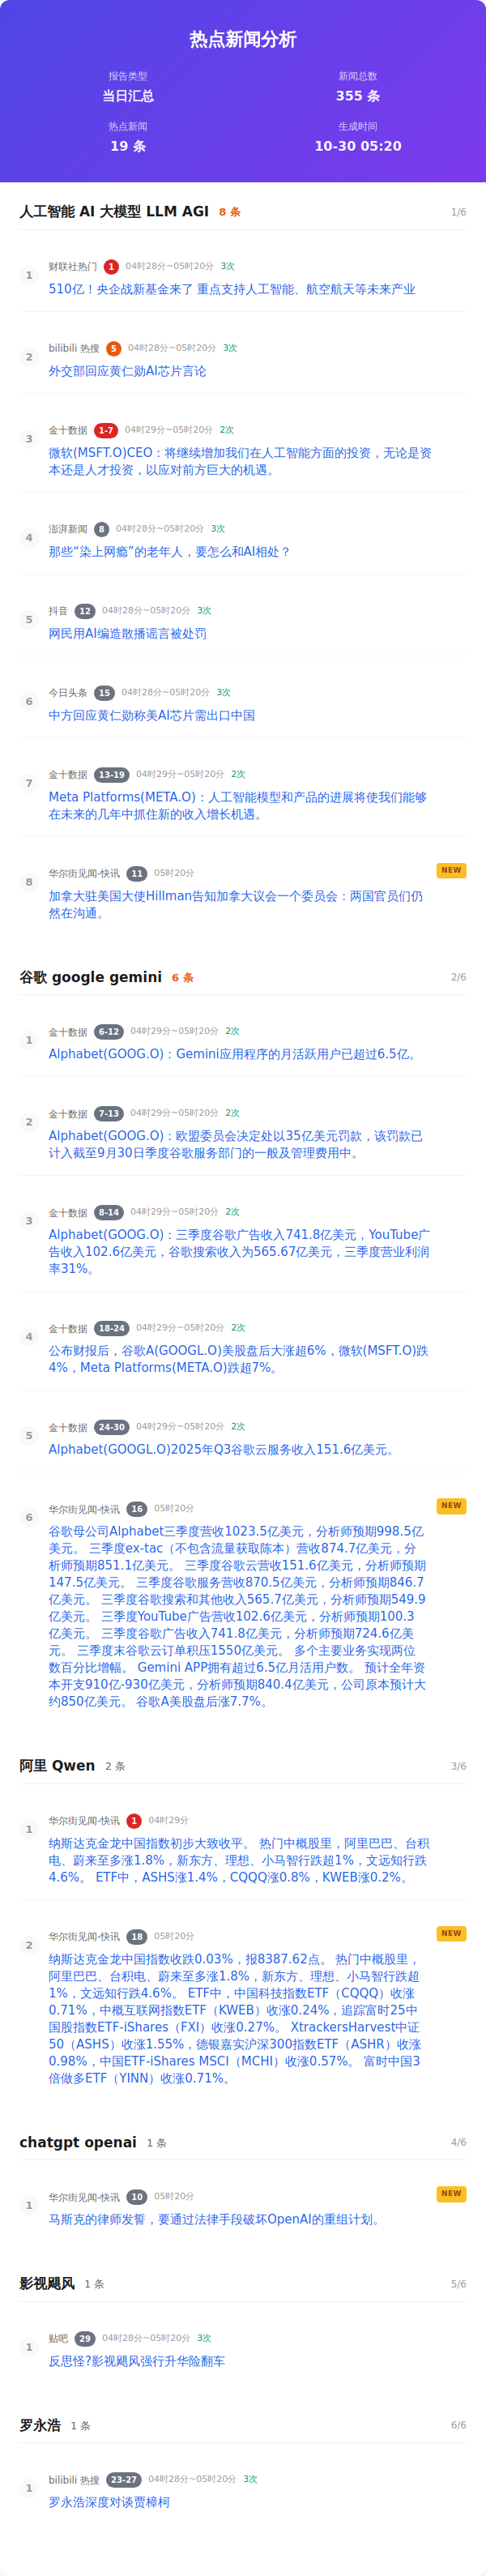 热点新闻分析
报告类型
当日汇总
新闻总数
355 条
热点新闻
19 条
生成时间
10-30 05:20
人工智能 AI 大模型 LLM AGI 8 条 1/6
1
财联社热门 1 04时28分~05时20分 3次
510亿！央企战新基金来了 重点支持人工智能、航空航天等未来产业
2
bilibili 热搜 5 04时28分~05时20分 3次
外交部回应黄仁勋AI芯片言论
3
金十数据 1-7 04时29分~05时20分 2次
微软(MSFT.O)CEO：将继续增加我们在人工智能方面的投资，无论是资
本还是人才投资，以应对前方巨大的机遇。
4
澎湃新闻 8 04时28分~05时20分 3次
那些“染上网瘾”的老年人，要怎么和AI相处？
5
抖音 12 04时28分~05时20分 3次
网民用AI编造散播谣言被处罚
6
今日头条 15 04时28分~05时20分 3次
中方回应黄仁勋称美AI芯片需出口中国
7
金十数据 13-19 04时29分~05时20分 2次
Meta Platforms(META.O)：人工智能模型和产品的进展将使我们能够
在未来的几年中抓住新的收入增长机遇。
8
华尔街见闻-快讯 11 05时20分 NEW
加拿大驻美国大使Hillman告知加拿大议会一个委员会：两国官员们仍
然在沟通。
谷歌 google gemini 6 条 2/6
1
金十数据 6-12 04时29分~05时20分 2次
Alphabet(GOOG.O)：Gemini应用程序的月活跃用户已超过6.5亿。
2
金十数据 7-13 04时29分~05时20分 2次
Alphabet(GOOG.O)：欧盟委员会决定处以35亿美元罚款，该罚款已
计入截至9月30日季度谷歌服务部门的一般及管理费用中。
3
金十数据 8-14 04时29分~05时20分 2次
Alphabet(GOOG.O)：三季度谷歌广告收入741.8亿美元，YouTube广
告收入102.6亿美元，谷歌搜索收入为565.67亿美元，三季度营业利润
率31%。
4
金十数据 18-24 04时29分~05时20分 2次
公布财报后，谷歌A(GOOGL.O)美股盘后大涨超6%，微软(MSFT.O)跌
4%，Meta Platforms(META.O)跌超7%。
5
金十数据 24-30 04时29分~05时20分 2次
Alphabet(GOOGL.O)2025年Q3谷歌云服务收入151.6亿美元。
6
华尔街见闻-快讯 16 05时20分 NEW
谷歌母公司Alphabet三季度营收1023.5亿美元，分析师预期998.5亿
美元。 三季度ex-tac（不包含流量获取陈本）营收874.7亿美元，分
析师预期851.1亿美元。 三季度谷歌云营收151.6亿美元，分析师预期
147.5亿美元。 三季度谷歌服务营收870.5亿美元，分析师预期846.7
亿美元。 三季度谷歌搜索和其他收入565.7亿美元，分析师预期549.9
亿美元。 三季度YouTube广告营收102.6亿美元，分析师预期100.3
亿美元。 三季度谷歌广告收入741.8亿美元，分析师预期724.6亿美
元。 三季度末谷歌云订单积压1550亿美元。 多个主要业务实现两位
数百分比增幅。 Gemini APP拥有超过6.5亿月活用户数。 预计全年资
本开支910亿-930亿美元，分析师预期840.4亿美元，公司原本预计大
约850亿美元。 谷歌A美股盘后涨7.7%。
阿里 Qwen 2 条 3/6
1
华尔街见闻-快讯 1 04时29分
纳斯达克金龙中国指数初步大致收平。 热门中概股里，阿里巴巴、台积
电、蔚来至多涨1.8%，新东方、理想、小马智行跌超1%，文远知行跌
4.6%。 ETF中，ASHS涨1.4%，CQQQ涨0.8%，KWEB涨0.2%。
2
华尔街见闻-快讯 18 05时20分 NEW
纳斯达克金龙中国指数收跌0.03%，报8387.62点。 热门中概股里，
阿里巴巴、台积电、蔚来至多涨1.8%，新东方、理想、小马智行跌超
1%，文远知行跌4.6%。 ETF中，中国科技指数ETF（CQQQ）收涨
0.71%，中概互联网指数ETF（KWEB）收涨0.24%，追踪富时25中
国股指数ETF-iShares（FXI）收涨0.27%。 XtrackersHarvest中证
50（ASHS）收涨1.55%，德银嘉实沪深300指数ETF（ASHR）收涨
0.98%，中国ETF-iShares MSCI（MCHI）收涨0.57%。 富时中国3
倍做多ETF（YINN）收涨0.71%。
chatgpt openai 1 条 4/6
1
华尔街见闻-快讯 10 05时20分 NEW
马斯克的律师发誓，要通过法律手段破坏OpenAI的重组计划。
影视飓风 1 条 5/6
1
贴吧 29 04时28分~05时20分 3次
反思怪?影视飓风强行升华险翻车
罗永浩 1 条 6/6
1
bilibili 热搜 23-27 04时28分~05时20分 3次
罗永浩深度对谈贾樟柯